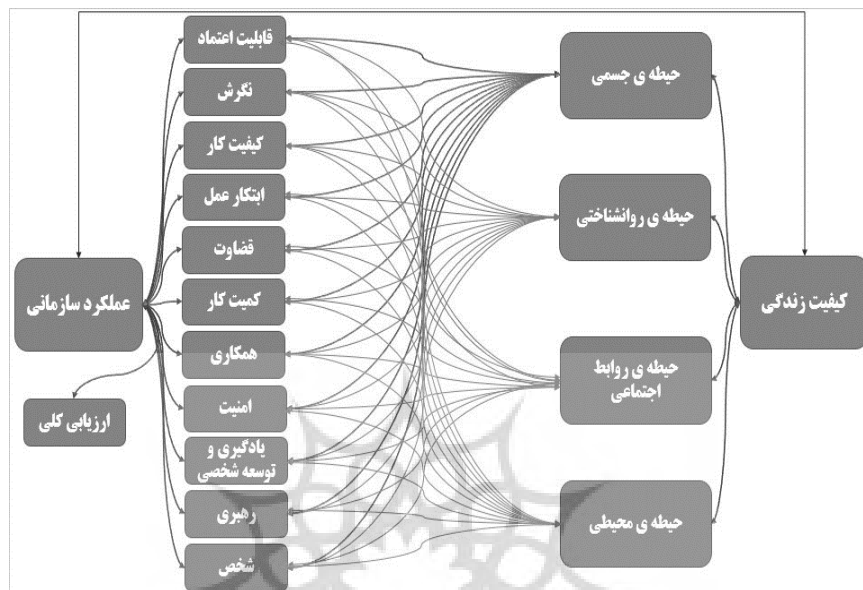 کیفیت زندگی
حیطه ی جسمی
حیطه ی روانشناختی
حیطه ی روابط
اجتماعی
حیطه ی محیطی
قابلیت اعتماد
نگرش
کیفیت کار
ابتکار عمل
قضاوت
کمیت کار
همکاری
امنیت
یادگیری و
توسعه شخصی
رهبری
شخص
عملکرد سازمانی
ارزیابی کلی